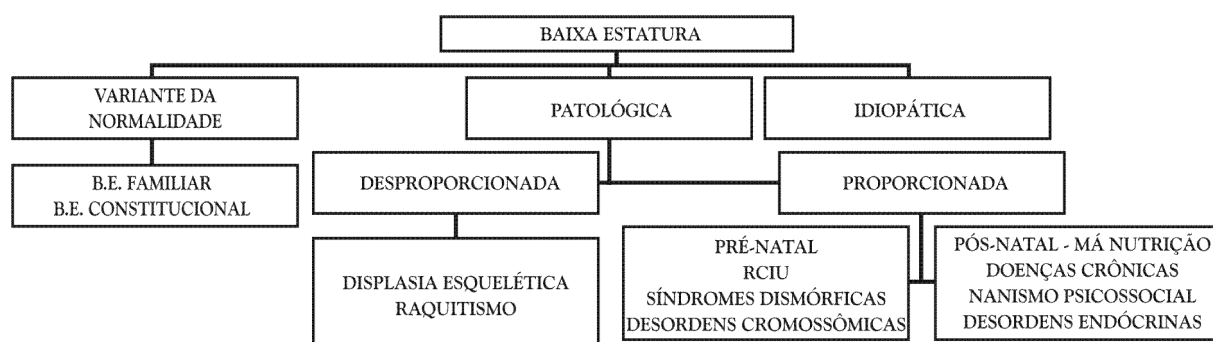 BAIXA ESTATURA
VARIANTE DA
NORMALIDADE
PATOLÓGICA
IDIOPÁTICA
B.E. FAMILIAR
B.E. CONSTITUCIONAL
DESPROPORCIONADA
PROPORCIONADA
DISPLASIA ESQUELÉTICA
RAQUITISMO
PRÉ-NATAL
RCIU
SÍNDROMES DISMÓRFICAS
DESORDENS CROMOSSÔMICAS
PÓS-NATAL - MÁ NUTRIÇÃO
DOENÇAS CRÔNICAS
NANISMO PSICOSSOCIAL
DESORDENS ENDÓCRINAS